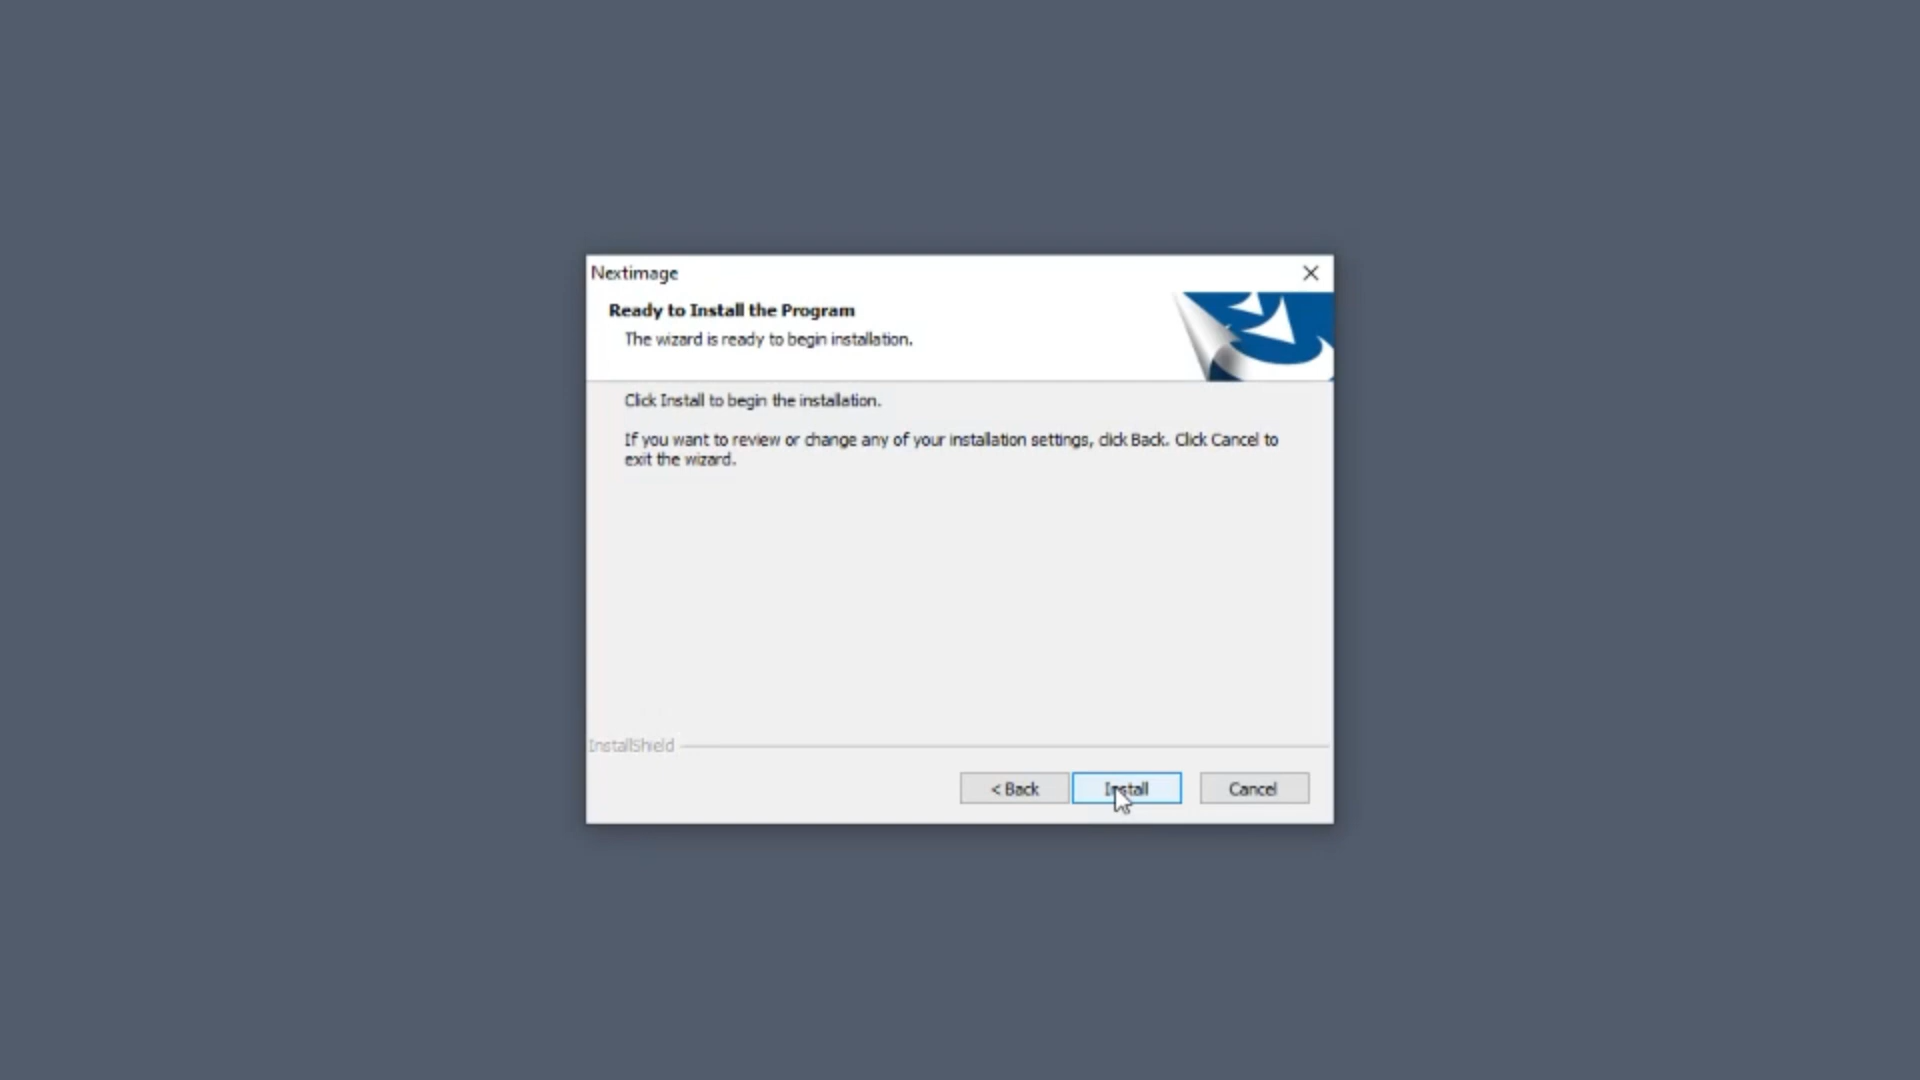 Nextimage
Ready to Install the Program
The wizard is ready to begin installation.
Click Install to begin the installation.
If you want to review or change any of your installation settings, click Back. Click Cancel to
exit the wizard.
InstallShield
< Back
Install
Cancel